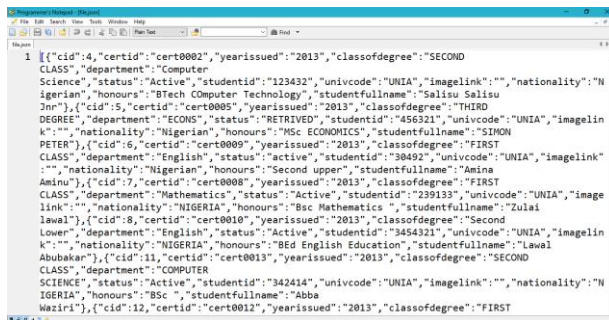 Programmer's Notepad - [file.json]
File Edit Search View Tools Window Help
Plain Text Find
file.json
1 [{"cid":4,"certid":"cert0002","yearissued":"2013","classofdegree":"SECOND
CLASS","department":"Computer
Science","status":"Active","studentid":"123432","univcode":"UNIA","imagelink":"","nationality":"N
igerian","honours":"BTech COmputer Technology","studentfullname":"Salisu Salisu
Jnr"},{"cid":5,"certid":"cert0005","yearissued":"2013","classofdegree":"THIRD
DEGREE","department":"ECONS","status":"RETRIVED","studentid":"456321","univcode":"UNIA","imagelin
k":"","nationality":"Nigerian","honours":"MSc ECONOMICS","studentfullname":"SIMON
PETER"},{"cid":6,"certid":"cert0009","yearissued":"2013","classofdegree":"FIRST
CLASS","department":"English","status":"active","studentid":"30492","univcode":"UNIA","imagelink"
:"","nationality":"Nigerian","honours":"Second upper","studentfullname":"Amina
Aminu"},{"cid":7,"certid":"cert0008","yearissued":"2013","classofdegree":"FIRST
CLASS","department":"Mathematics","status":"Active","studentid":"239133","univcode":"UNIA","image
link":"","nationality":"NIGERIA","honours":"Bsc Mathematics ","studentfullname":"Zulai
lawal"},{"cid":8,"certid":"cert0010","yearissued":"2013","classofdegree":"Second
Lower","department":"English","status":"Active","studentid":"3454321","univcode":"UNIA","imagelin
k":"","nationality":"NIGERIA","honours":"BEd English Education","studentfullname":"Lawal
Abubakar"},{"cid":11,"certid":"cert0013","yearissued":"2013","classofdegree":"SECOND
CLASS","department":"COMPUTER
SCIENCE","status":"Active","studentid":"342414","univcode":"UNIA","imagelink":"","nationality":"N
IGERIA","honours":"BSc ","studentfullname":"Abba
Waziri"},{"cid":12,"certid":"cert0012","yearissued":"2013","classofdegree":"FIRST